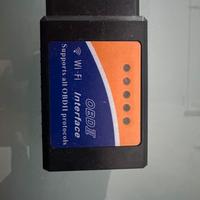 OBDII
Interface
Wi-Fi
Supports all OBDII protocols